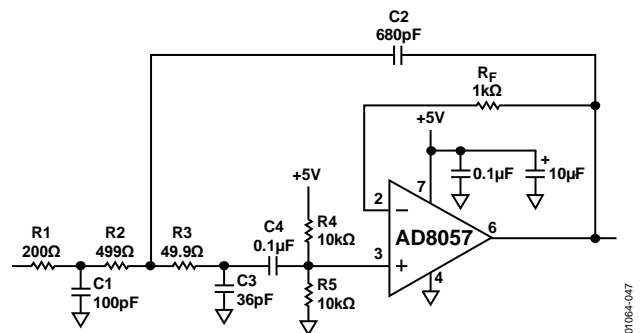 C2
680pF
RF
1kΩ
+5V
+
0.1µF
10µF
+5V
7
2
R1
200Ω
R2
499Ω
R3
49.9Ω
C4
0.1µF
R4
10kΩ
−
AD8057
6
3
+
4
C1
100pF
C3
36pF
R5
10kΩ
01064-047